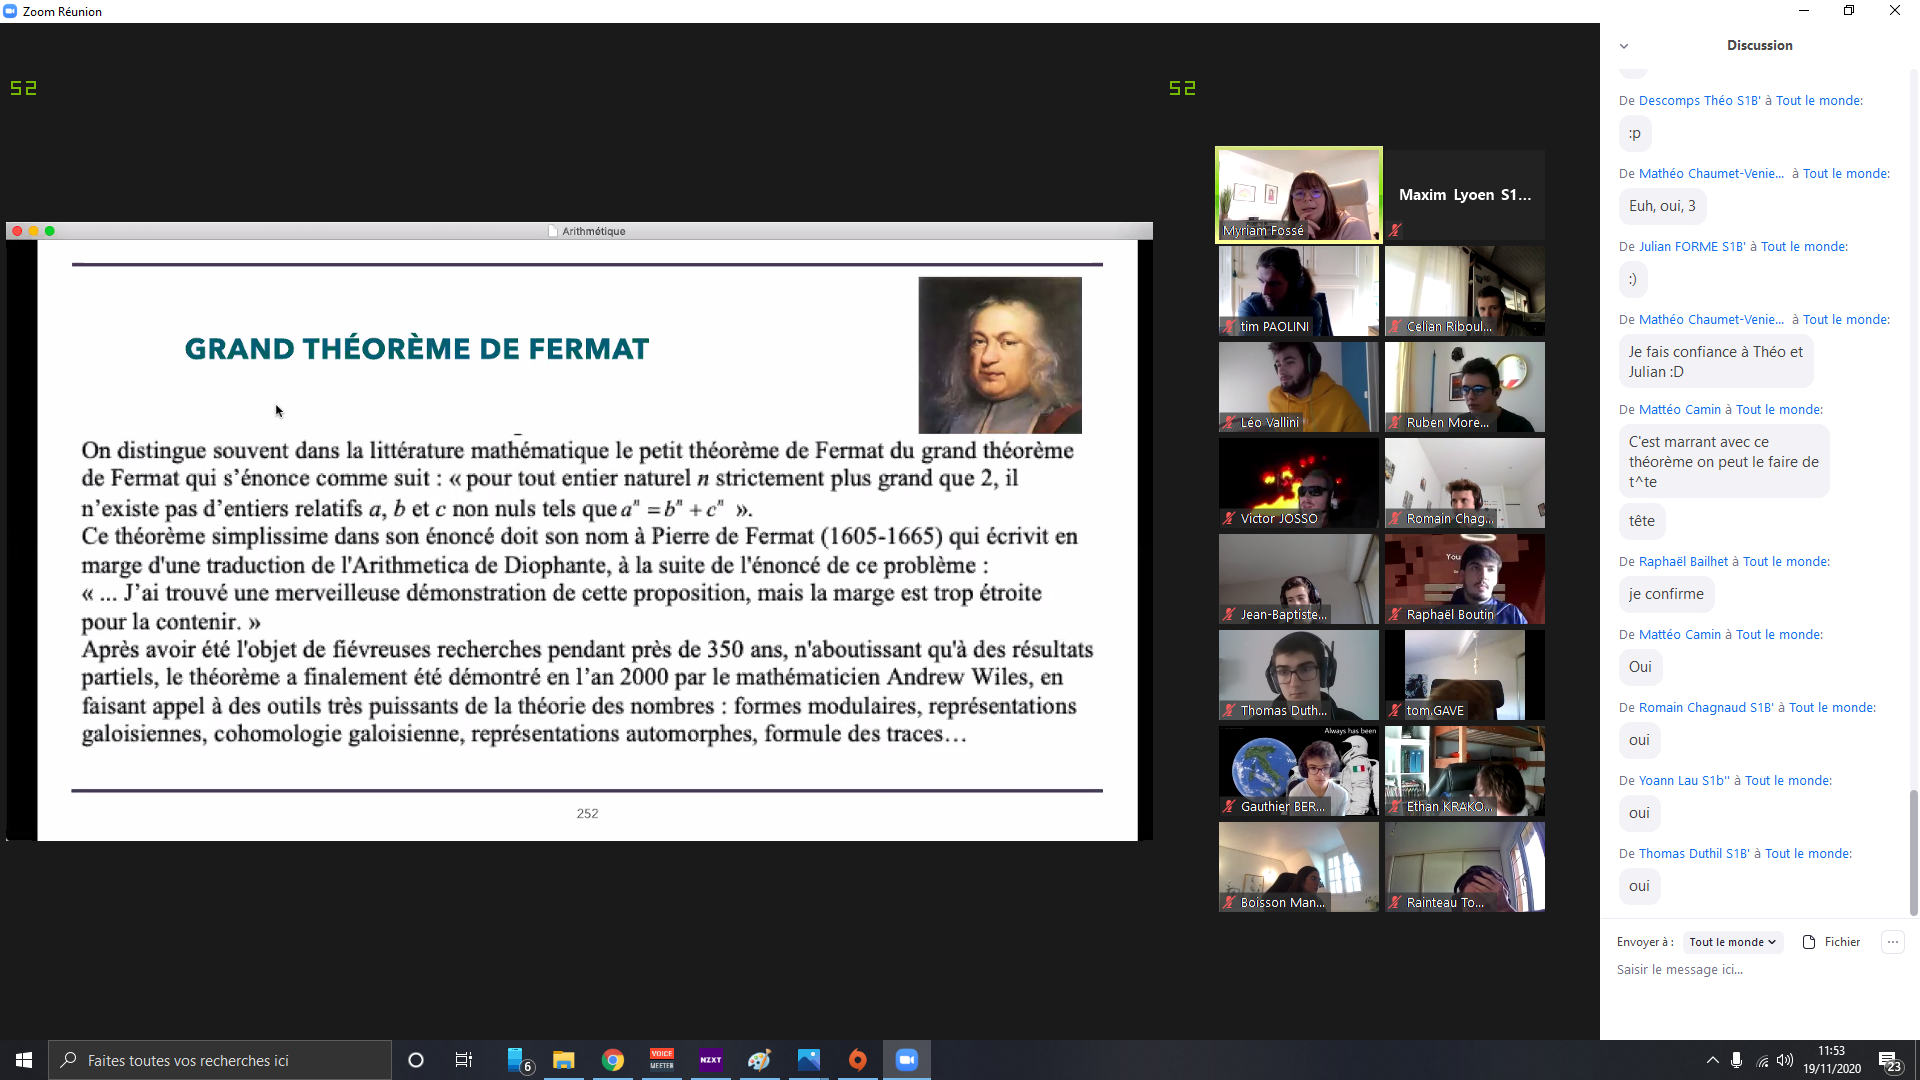 Zoom Réunion
52
52
Arithmétique
GRAND THÉORÈME DE FERMAT
On distingue souvent dans la littérature mathématique le petit théorème de Fermat du grand théorème
de Fermat qui s'énonce comme suit : « pour tout entier naturel n strictement plus grand que 2, il
n'existe pas d'entiers relatifs a, b et c non nuls tels que aⁿ = bⁿ + cⁿ ».
Ce théorème simplissime dans son énoncé doit son nom à Pierre de Fermat (1605-1665) qui écrivit en
marge d'une traduction de l'Arithmetica de Diophante, à la suite de l'énoncé de ce problème :
« ... J'ai trouvé une merveilleuse démonstration de cette proposition, mais la marge est trop étroite
pour la contenir. »
Après avoir été l'objet de fiévreuses recherches pendant près de 350 ans, n'aboutissant qu'à des résultats
partiels, le théorème a finalement été démontré en l'an 2000 par le mathématicien Andrew Wiles, en
faisant appel à des outils très puissants de la théorie des nombres : formes modulaires, représentations
galoisiennes, cohomologie galoisienne, représentations automorphes, formule des traces…
252
Myriam Fossé
Maxim Lyoen S1...
tim PAOLINI
Celian Riboul...
Léo Vallini
Ruben More...
Victor JOSSO
Romain Chag...
Jean-Baptiste...
You
Raphaël Boutin
Thomas Duth...
tom.GAVE
Always has been
Gauthier BER...
Ethan KRAKO...
Boisson Man...
Rainteau To...
Discussion
De Descomps Théo S1B' à Tout le monde:
:p
De Mathéo Chaumet-Venie... à Tout le monde:
Euh, oui, 3
De Julian FORME S1B' à Tout le monde:
:)
De Mathéo Chaumet-Venie... à Tout le monde:
Je fais confiance à Théo et
Julian :D
De Mattéo Camin à Tout le monde:
C'est marrant avec ce
théorème on peut le faire de
t^te
tête
De Raphaël Bailhet à Tout le monde:
je confirme
De Mattéo Camin à Tout le monde:
Oui
De Romain Chagnaud S1B' à Tout le monde:
oui
De Yoann Lau S1b'' à Tout le monde:
oui
De Thomas Duthil S1B' à Tout le monde:
oui
Envoyer à : Tout le monde Fichier ...
Saisir le message ici...
Faites toutes vos recherches ici
6
VOICE
MEETER
NZXT
11:53
19/11/2020
23